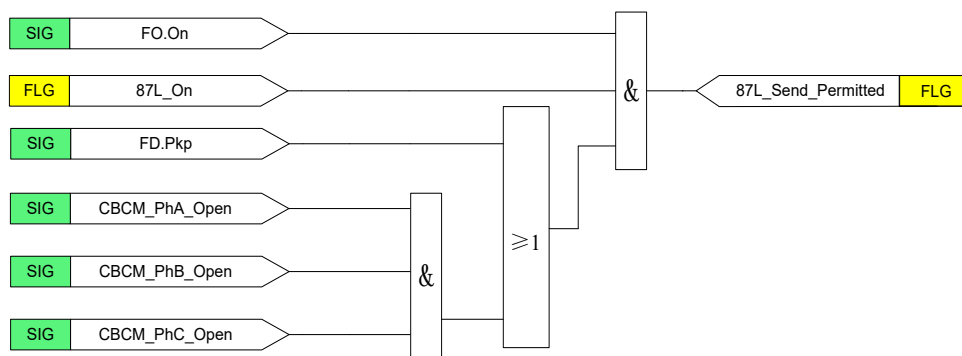 SIG FO.On
FLG 87L_On
& 87L_Send_Permitted FLG
SIG FD.Pkp
SIG CBCM_PhA_Open
≥1
SIG CBCM_PhB_Open
&
SIG CBCM_PhC_Open